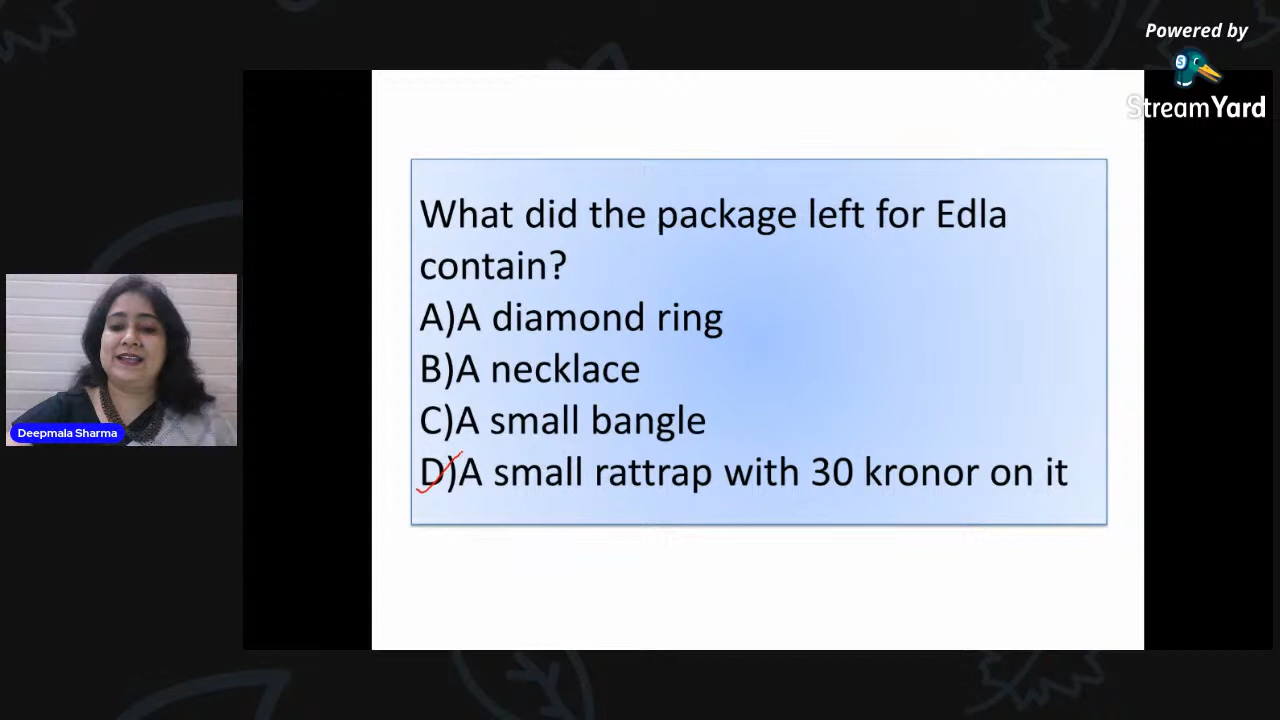 Powered by
StreamYard
What did the package left for Edla
contain?
A)A diamond ring
B)A necklace
C)A small bangle
D)A small rattrap with 30 kronor on it
Deepmala Sharma